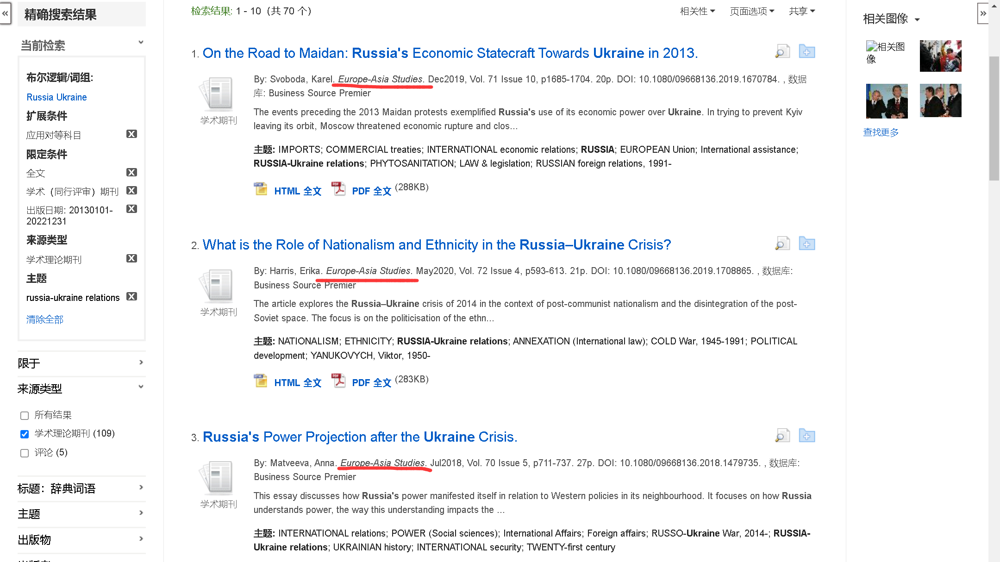 «
精确搜索结果
当前检索
布尔逻辑/词组:
Russia Ukraine
扩展条件
应用对等科目
限定条件
全文
学术（同行评审）期刊
出版日期: 20130101-
20221231
来源类型
学术理论期刊
主题
russia-ukraine relations
清除全部
限于
来源类型
所有结果
学术理论期刊 (109)
评论 (5)
标题：辞典词语
主题
出版物
检索结果: 1 - 10（共 70 个）
相关性 页面选项 共享
1. On the Road to Maidan: Russia's Economic Statecraft Towards Ukraine in 2013.
学术期刊
By: Svoboda, Karel. Europe-Asia Studies. Dec2019, Vol. 71 Issue 10, p1685-1704. 20p. DOI: 10.1080/09668136.2019.1670784. , 数据
库: Business Source Premier
The events preceding the 2013 Maidan protests exemplified Russia's use of its economic power over Ukraine. In trying to prevent Kyiv
leaving its orbit, Moscow threatened economic rupture and clos...
主题: IMPORTS; COMMERCIAL treaties; INTERNATIONAL economic relations; RUSSIA; EUROPEAN Union; International assistance;
RUSSIA-Ukraine relations; PHYTOSANITATION; LAW & legislation; RUSSIAN foreign relations, 1991-
HTML 全文 PDF 全文 (288KB)
2. What is the Role of Nationalism and Ethnicity in the Russia–Ukraine Crisis?
学术期刊
By: Harris, Erika. Europe-Asia Studies. May2020, Vol. 72 Issue 4, p593-613. 21p. DOI: 10.1080/09668136.2019.1708865. , 数据库:
Business Source Premier
The article explores the Russia–Ukraine crisis of 2014 in the context of post-communist nationalism and the disintegration of the post-
Soviet space. The focus is on the politicisation of the ethn...
主题: NATIONALISM; ETHNICITY; RUSSIA-Ukraine relations; ANNEXATION (International law); COLD War, 1945-1991; POLITICAL
development; YANUKOVYCH, Viktor, 1950-
HTML 全文 PDF 全文 (283KB)
3. Russia's Power Projection after the Ukraine Crisis.
学术期刊
By: Matveeva, Anna. Europe-Asia Studies. Jul2018, Vol. 70 Issue 5, p711-737. 27p. DOI: 10.1080/09668136.2018.1479735. , 数据库:
Business Source Premier
This essay discusses how Russia's power manifested itself in relation to Western policies in its neighbourhood. It focuses on how Russia
understands power, the way this understanding impacts the ...
主题: INTERNATIONAL relations; POWER (Social sciences); International Affairs; Foreign affairs; RUSSO-Ukraine War, 2014-; RUSSIA-
Ukraine relations; UKRAINIAN history; INTERNATIONAL security; TWENTY-first century
»
相关图像
相关图
像
查找更多